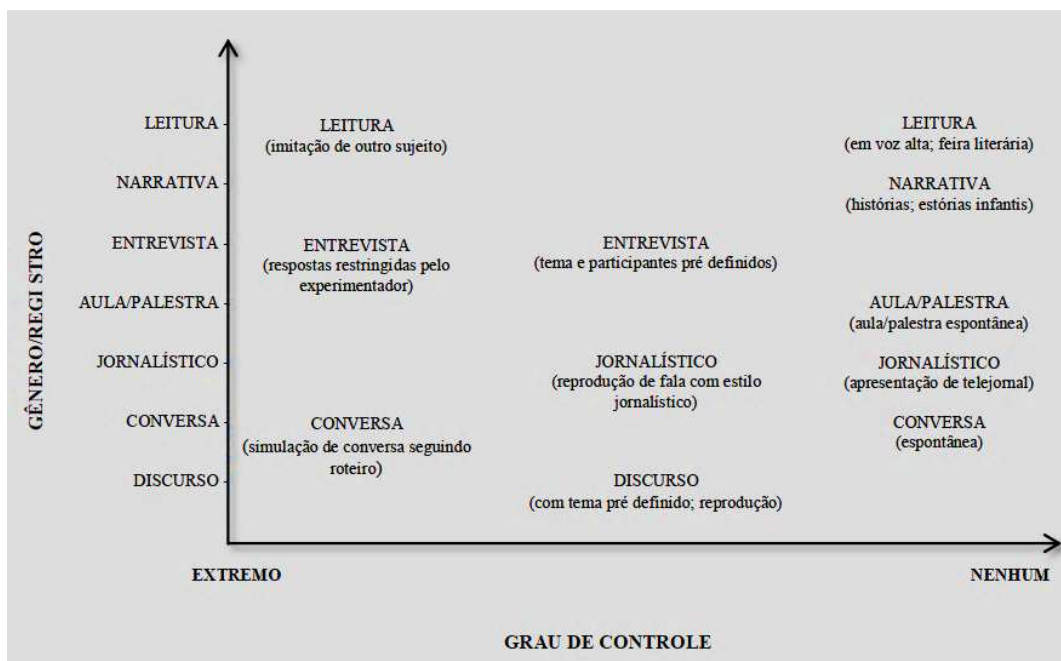 LEITURA
LEITURA
(imitação de outro sujeito)
LEITURA
(em voz alta; feira literária)
NARRATIVA
NARRATIVA
(histórias; estórias infantis)
ENTREVISTA
ENTREVISTA
(respostas restringidas pelo
experimentador)
ENTREVISTA
(tema e participantes pré definidos)
AULA/PALESTRA
AULA/PALESTRA
(aula/palestra espontânea)
JORNALÍSTICO
JORNALÍSTICO
(reprodução de fala com estilo
jornalístico)
JORNALÍSTICO
(apresentação de telejornal)
CONVERSA
CONVERSA
(simulação de conversa seguindo
roteiro)
CONVERSA
(espontânea)
DISCURSO
DISCURSO
(com tema pré definido; reprodução)
GÊNERO/REGI STRO
EXTREMO
NENHUM
GRAU DE CONTROLE